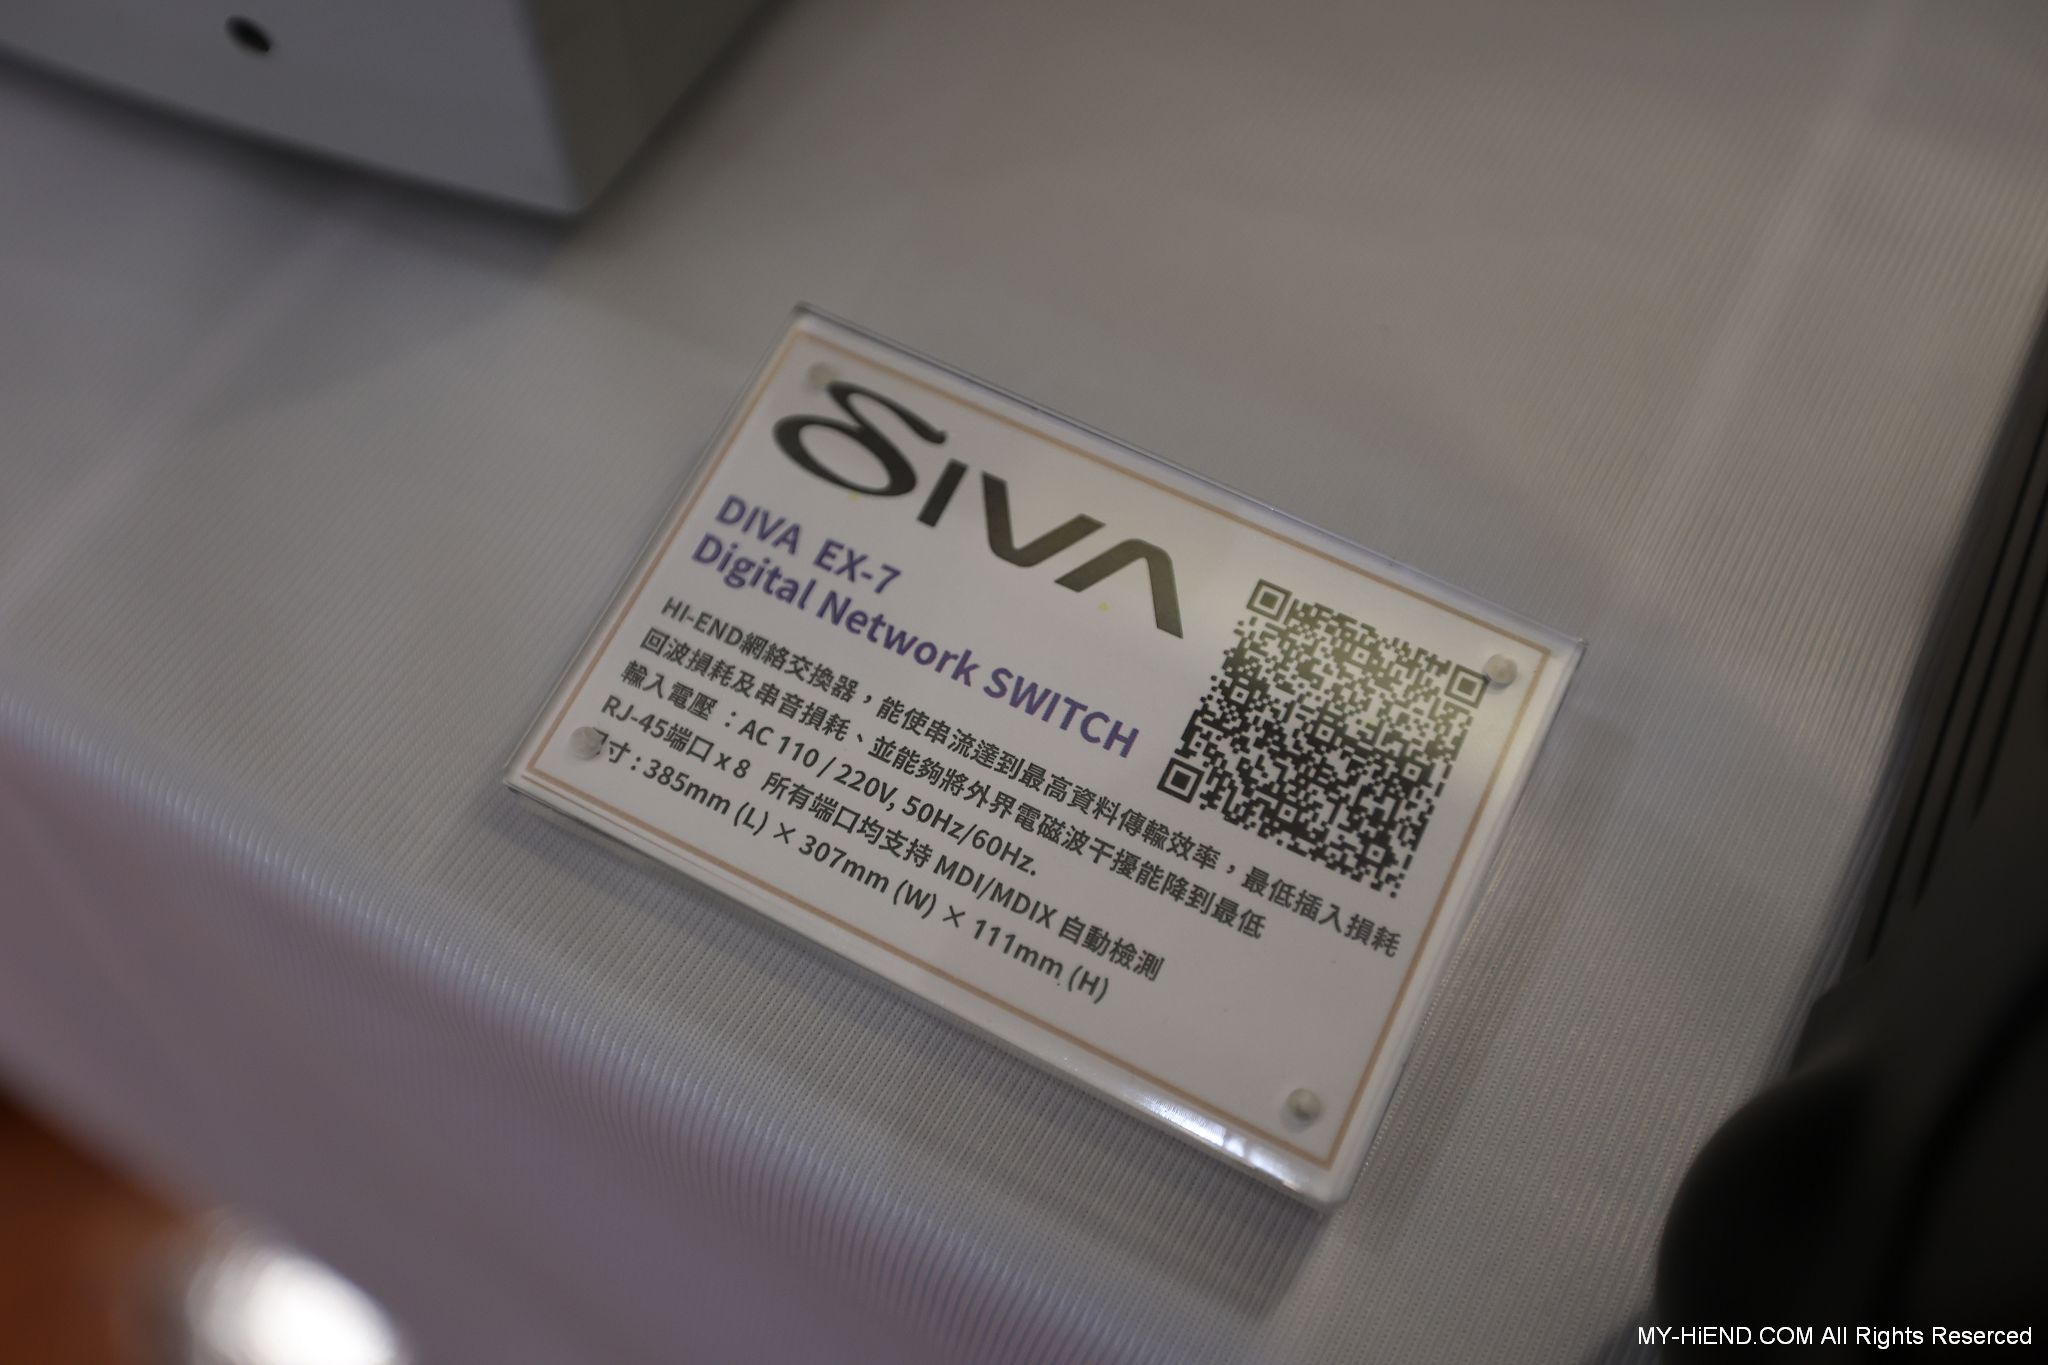 δIVA
DIVA EX-7
Digital Network SWITCH
HI-END網絡交換器，能使串流達到最高資料傳輸效率，最低插入損耗
回波損耗及串音損耗、並能夠將外界電磁波干擾能降到最低
輸入電壓：AC 110 / 220V, 50Hz/60Hz.
RJ-45端口 x 8 所有端口均支持 MDI/MDIX 自動檢測
尺寸 : 385mm (L) × 307mm (W) × 111mm (H)
MY-HiEND.COM All Rights Reserced